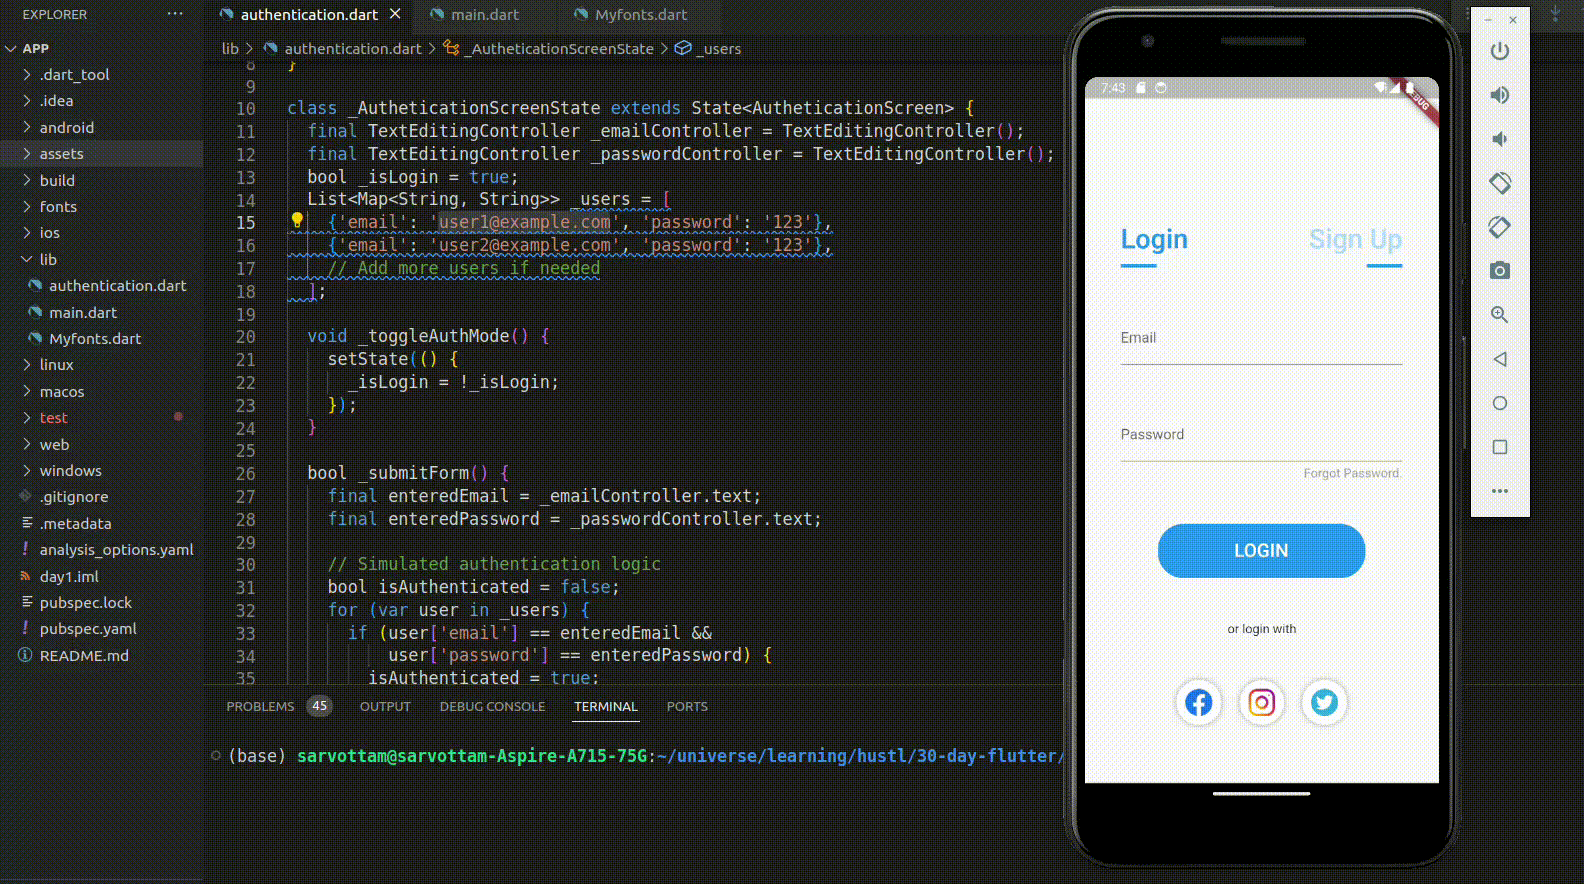 EXPLORER ···
APP
.dart_tool
.idea
android
assets
build
fonts
ios
lib
authentication.dart
main.dart
Myfonts.dart
linux
macos
test
web
windows
.gitignore
.metadata
analysis_options.yaml
day1.iml
pubspec.lock
pubspec.yaml
README.md
authentication.dart main.dart Myfonts.dart
lib > authentication.dart > _AutheticationScreenState > _users
8 }
9
10 class _AutheticationScreenState extends State<AutheticationScreen> {
11 final TextEditingController _emailController = TextEditingController();
12 final TextEditingController _passwordController = TextEditingController();
13 bool _isLogin = true;
14 List<Map<String, String>> _users = [
15 {'email': 'user1@example.com', 'password': '123'},
16 {'email': 'user2@example.com', 'password': '123'},
17 // Add more users if needed
18 ];
19
20 void _toggleAuthMode() {
21 setState(() {
22 _isLogin = !_isLogin;
23 });
24 }
25
26 bool _submitForm() {
27 final enteredEmail = _emailController.text;
28 final enteredPassword = _passwordController.text;
29
30 // Simulated authentication logic
31 bool isAuthenticated = false;
32 for (var user in _users) {
33 if (user['email'] == enteredEmail &&
34 user['password'] == enteredPassword) {
35 isAuthenticated = true;
PROBLEMS 45 OUTPUT DEBUG CONSOLE TERMINAL PORTS
(base) sarvottam@sarvottam-Aspire-A715-75G:~/universe/learning/hustl/30-day-flutter/
7:43
Login Sign Up
Email
Password
Forgot Password.
LOGIN
or login with